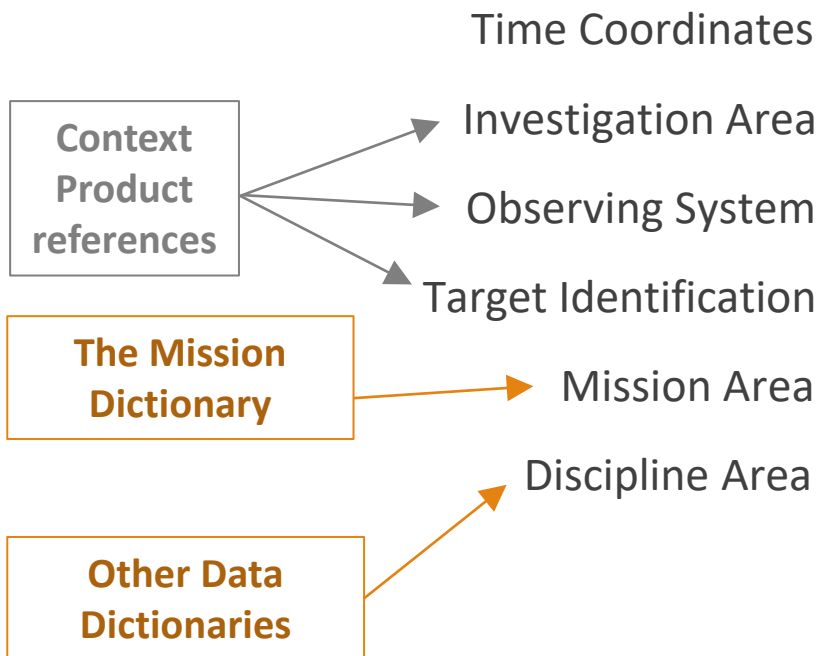 Time Coordinates
Context
Product
references
Investigation Area
Observing System
Target Identification
The Mission
Dictionary
Mission Area
Discipline Area
Other Data
Dictionaries